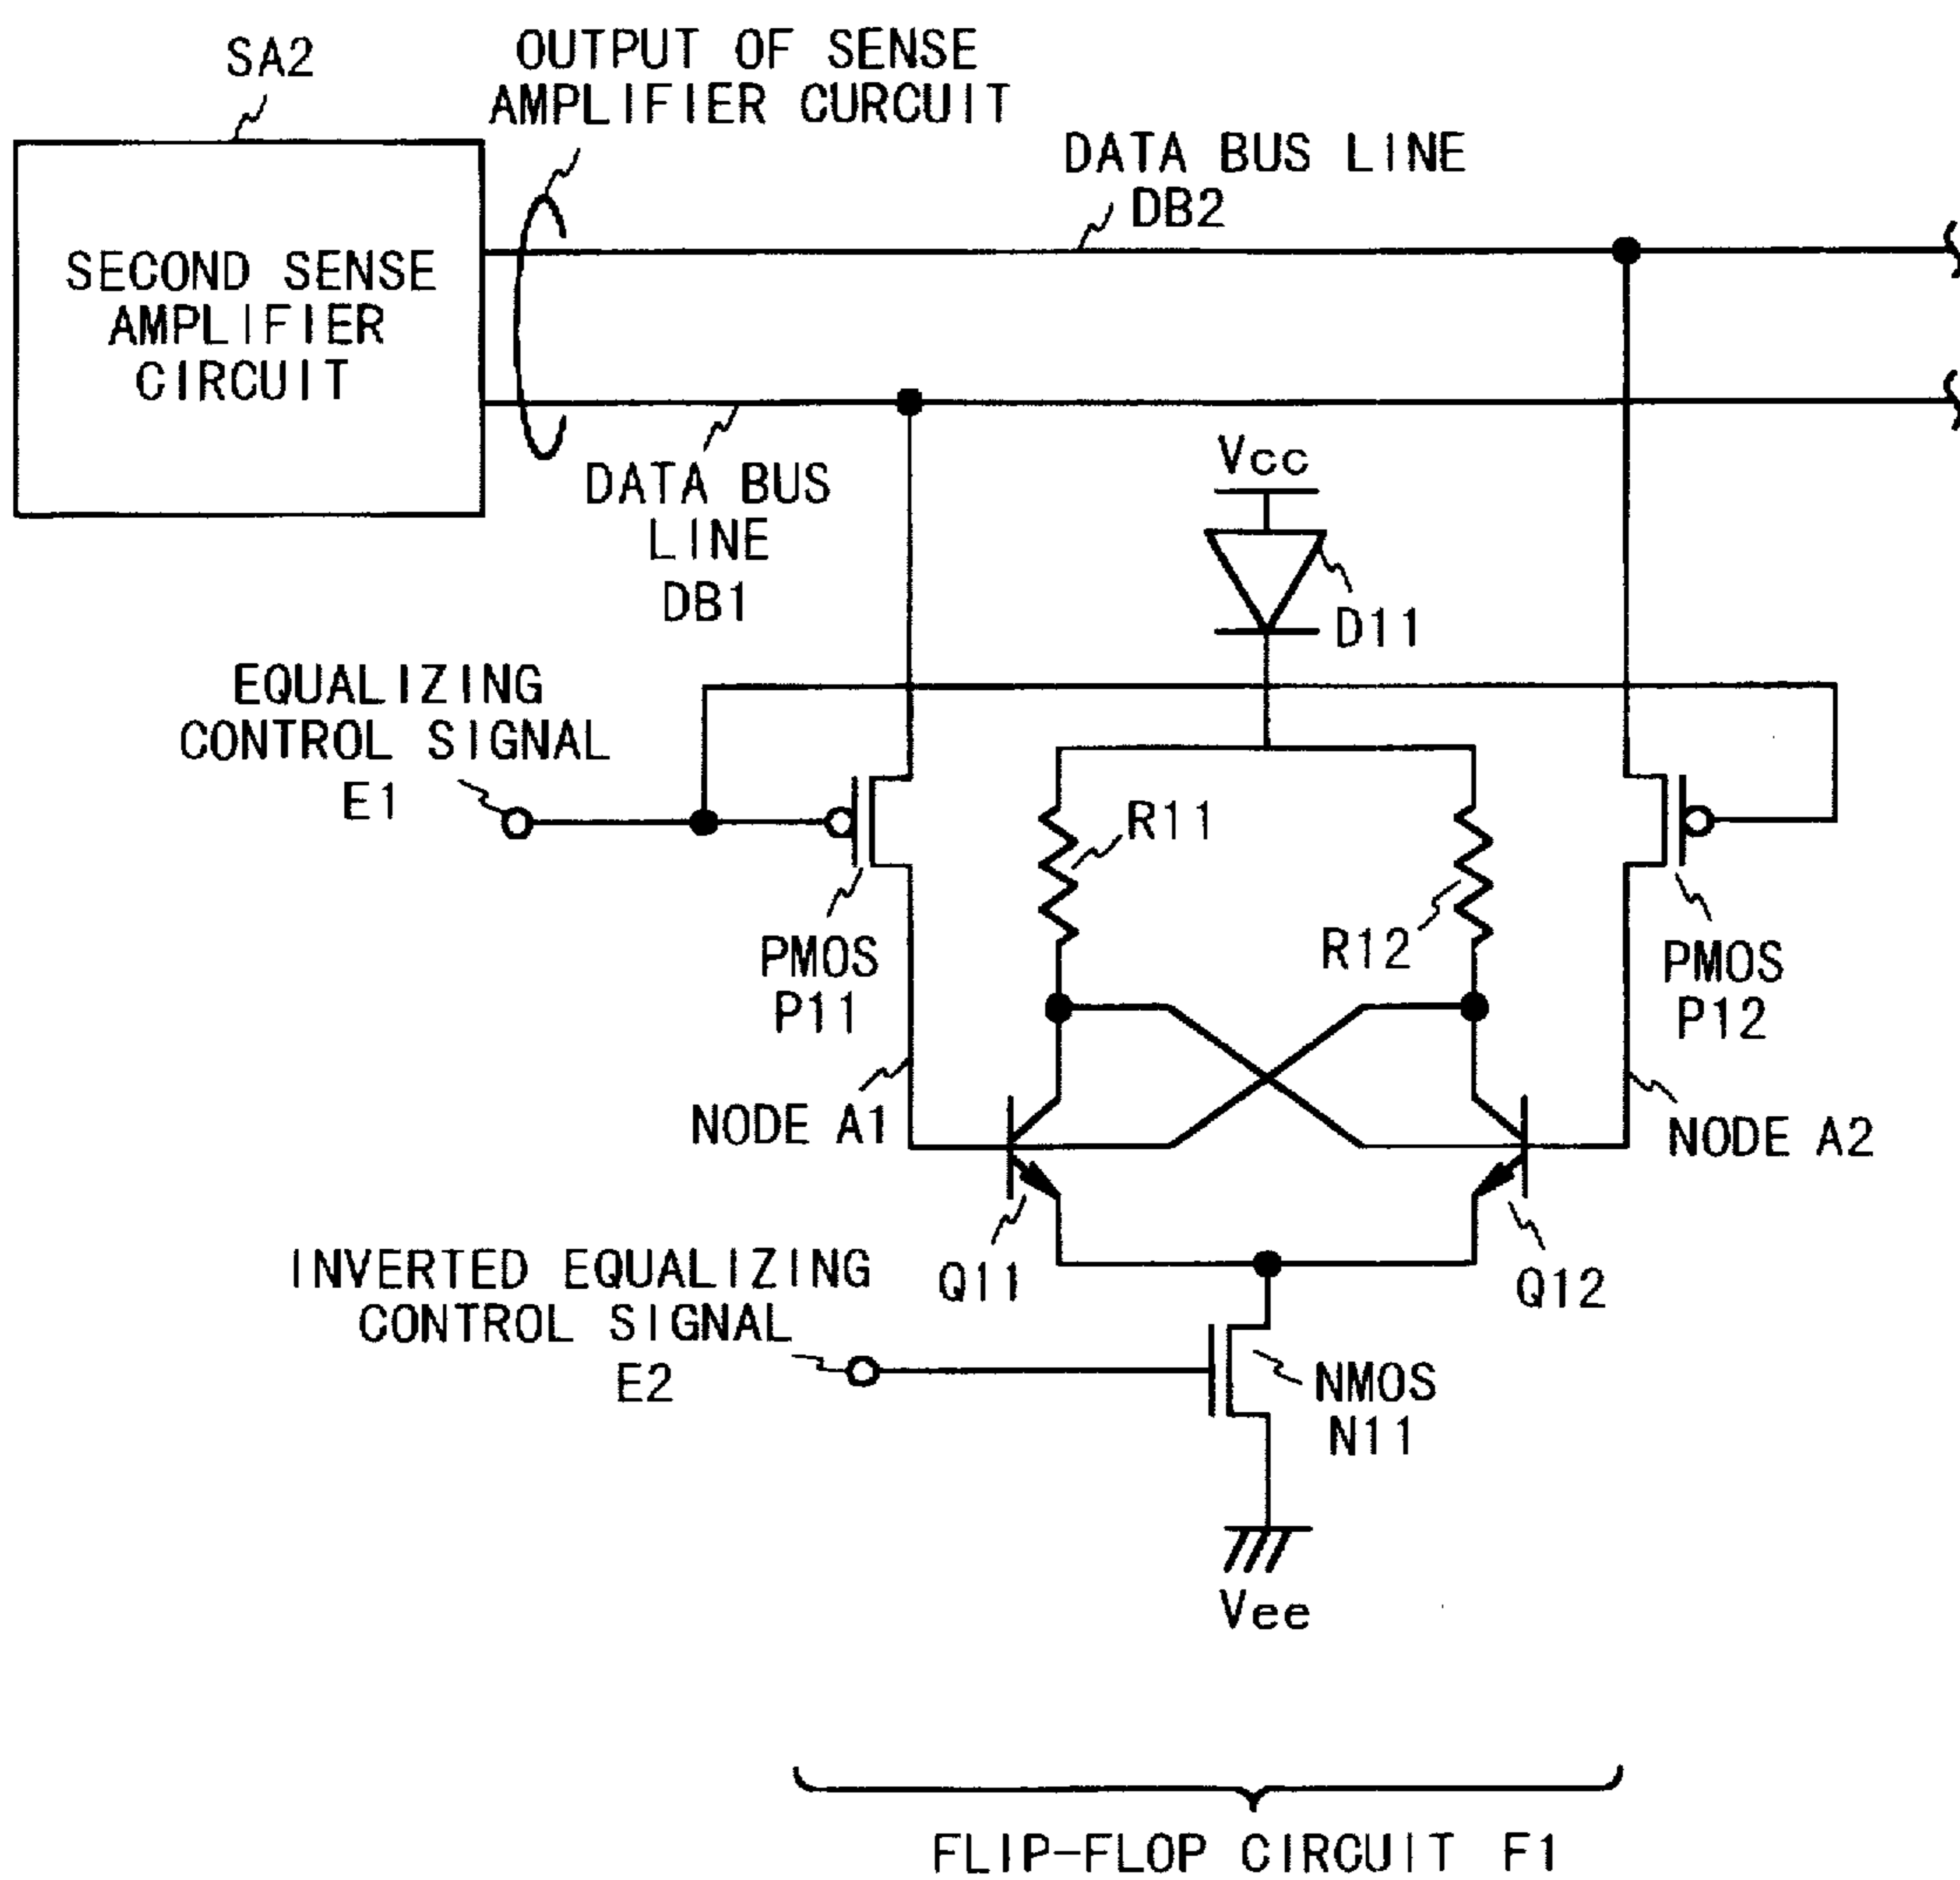 SA2
OUTPUT OF SENSE
AMPLIFIER CURCUIT
DATA BUS LINE
DB2
SECOND SENSE
AMPLIFIER
CIRCUIT
DATA BUS
LINE
DB1
Vcc
D11
EQUALIZING
CONTROL SIGNAL
E1
R11
R12
PMOS
P11
PMOS
P12
NODE A1
NODE A2
Q11
Q12
INVERTED EQUALIZING
CONTROL SIGNAL
E2
NMOS
N11
Vee
FLIP-FLOP CIRCUIT F1